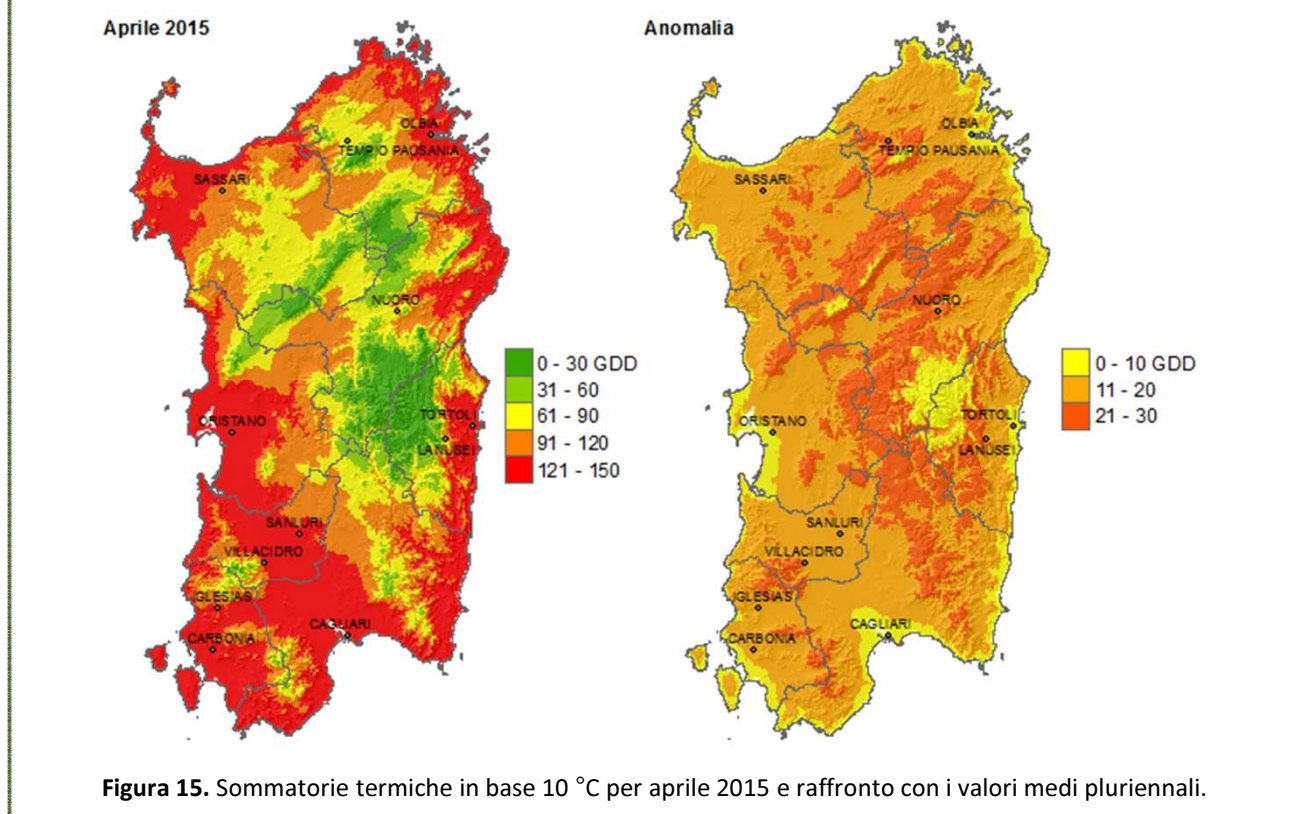 Aprile 2015
OLBIA
TEMPIO PAUSANIA
SASSARI
NUORO
ORISTANO
TORTOLI
LANUSEI
SANLURI
VILLACIDRO
IGLESIAS
CAGLIARI
CARBONIA
0 - 30 GDD
31 - 60
61 - 90
91 - 120
121 - 150
Anomalia
OLBIA
TEMPIO PAUSANIA
SASSARI
NUORO
ORISTANO
TORTOLI
LANUSEI
SANLURI
VILLACIDRO
IGLESIAS
CAGLIARI
CARBONIA
0 - 10 GDD
11 - 20
21 - 30
Figura 15. Sommatorie termiche in base 10 °C per aprile 2015 e raffronto con i valori medi pluriennali.